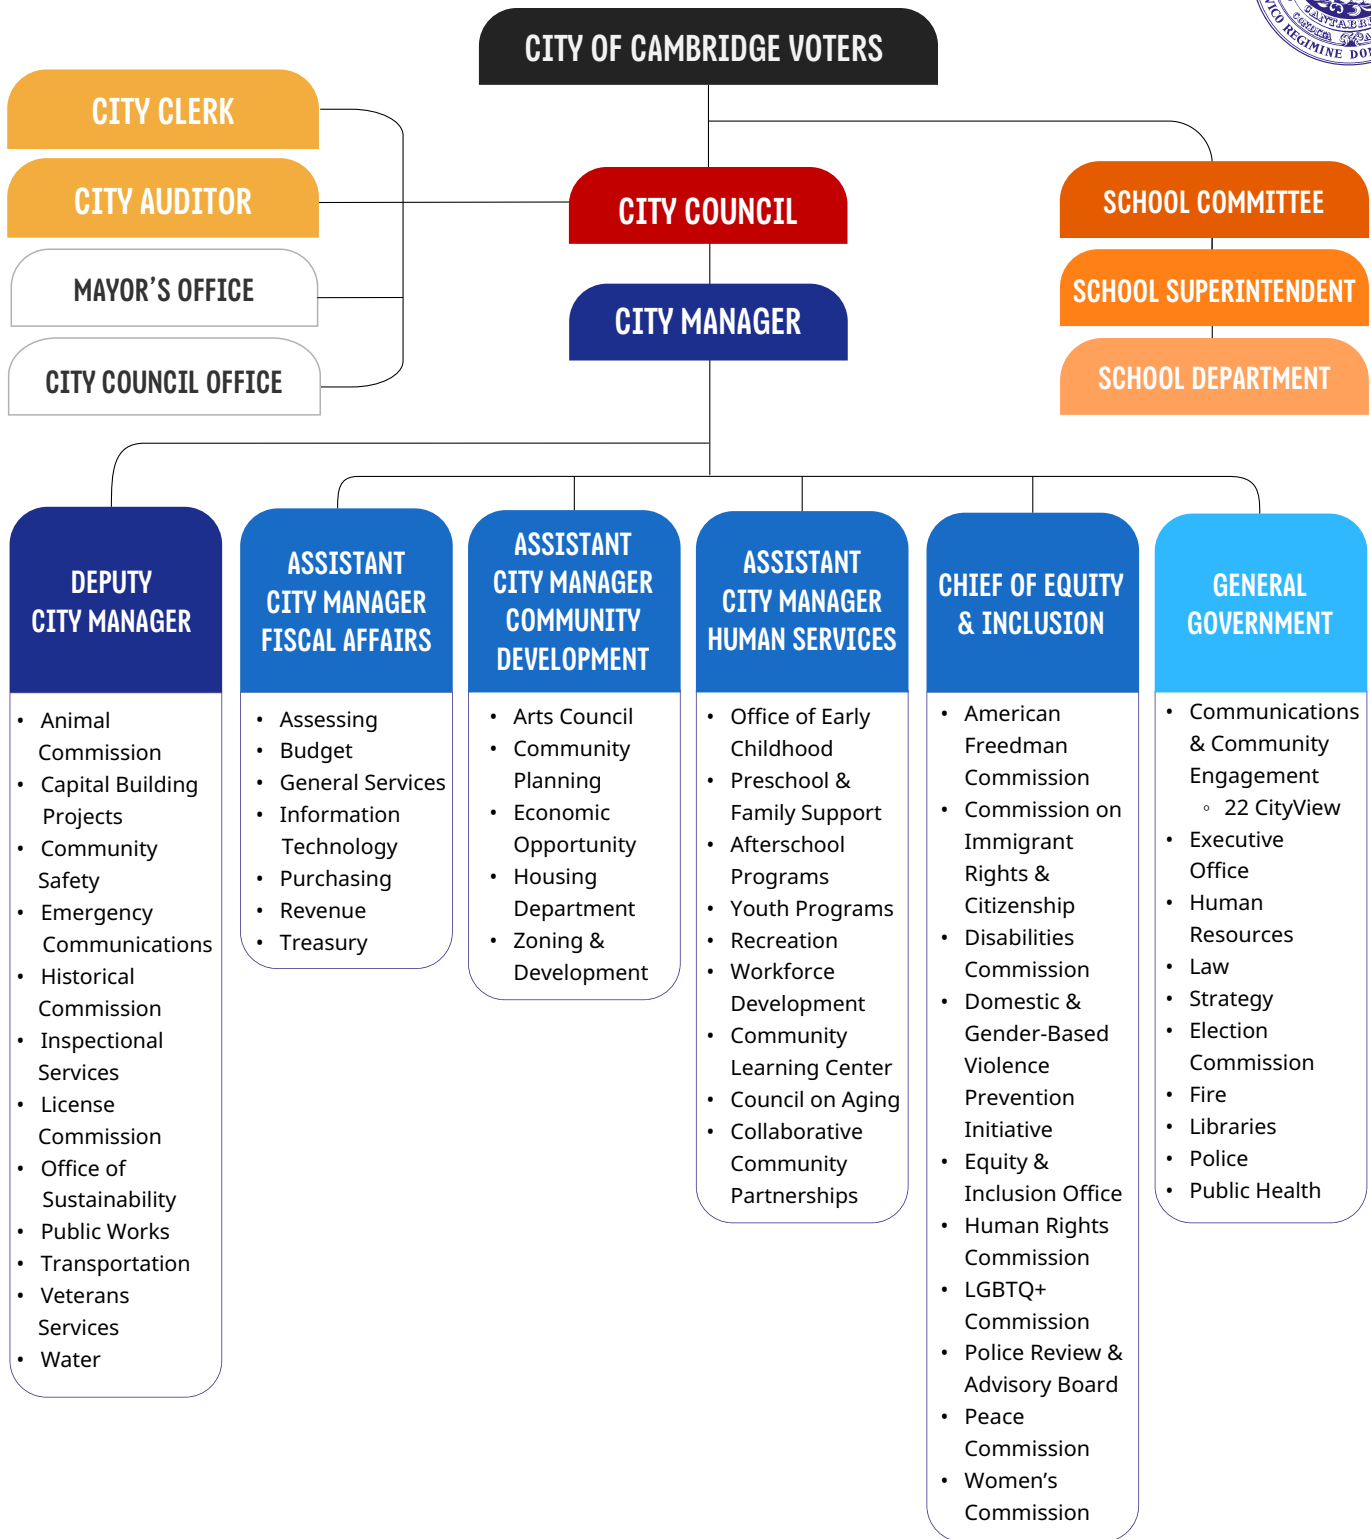 CANTABR
CONDITA
VICO REGIMINE DON
CITY OF CAMBRIDGE VOTERS
CITY CLERK
CITY AUDITOR
MAYOR’S OFFICE
CITY COUNCIL OFFICE
CITY COUNCIL
CITY MANAGER
SCHOOL COMMITTEE
SCHOOL SUPERINTENDENT
SCHOOL DEPARTMENT
DEPUTY
CITY MANAGER
• Animal
Commission
• Capital Building
Projects
• Community
Safety
• Emergency
Communications
• Historical
Commission
• Inspectional
Services
• License
Commission
• Office of
Sustainability
• Public Works
• Transportation
• Veterans
Services
• Water
ASSISTANT
CITY MANAGER
FISCAL AFFAIRS
• Assessing
• Budget
• General Services
• Information
Technology
• Purchasing
• Revenue
• Treasury
ASSISTANT
CITY MANAGER
COMMUNITY
DEVELOPMENT
• Arts Council
• Community
Planning
• Economic
Opportunity
• Housing
Department
• Zoning &
Development
ASSISTANT
CITY MANAGER
HUMAN SERVICES
• Office of Early
Childhood
• Preschool &
Family Support
• Afterschool
Programs
• Youth Programs
• Recreation
• Workforce
Development
• Community
Learning Center
• Council on Aging
• Collaborative
Community
Partnerships
CHIEF OF EQUITY
& INCLUSION
• American
Freedman
Commission
• Commission on
Immigrant
Rights &
Citizenship
• Disabilities
Commission
• Domestic &
Gender-Based
Violence
Prevention
Initiative
• Equity &
Inclusion Office
• Human Rights
Commission
• LGBTQ+
Commission
• Police Review &
Advisory Board
• Peace
Commission
• Women’s
Commission
GENERAL
GOVERNMENT
• Communications
& Community
Engagement
◦ 22 CityView
• Executive
Office
• Human
Resources
• Law
• Strategy
• Election
Commission
• Fire
• Libraries
• Police
• Public Health